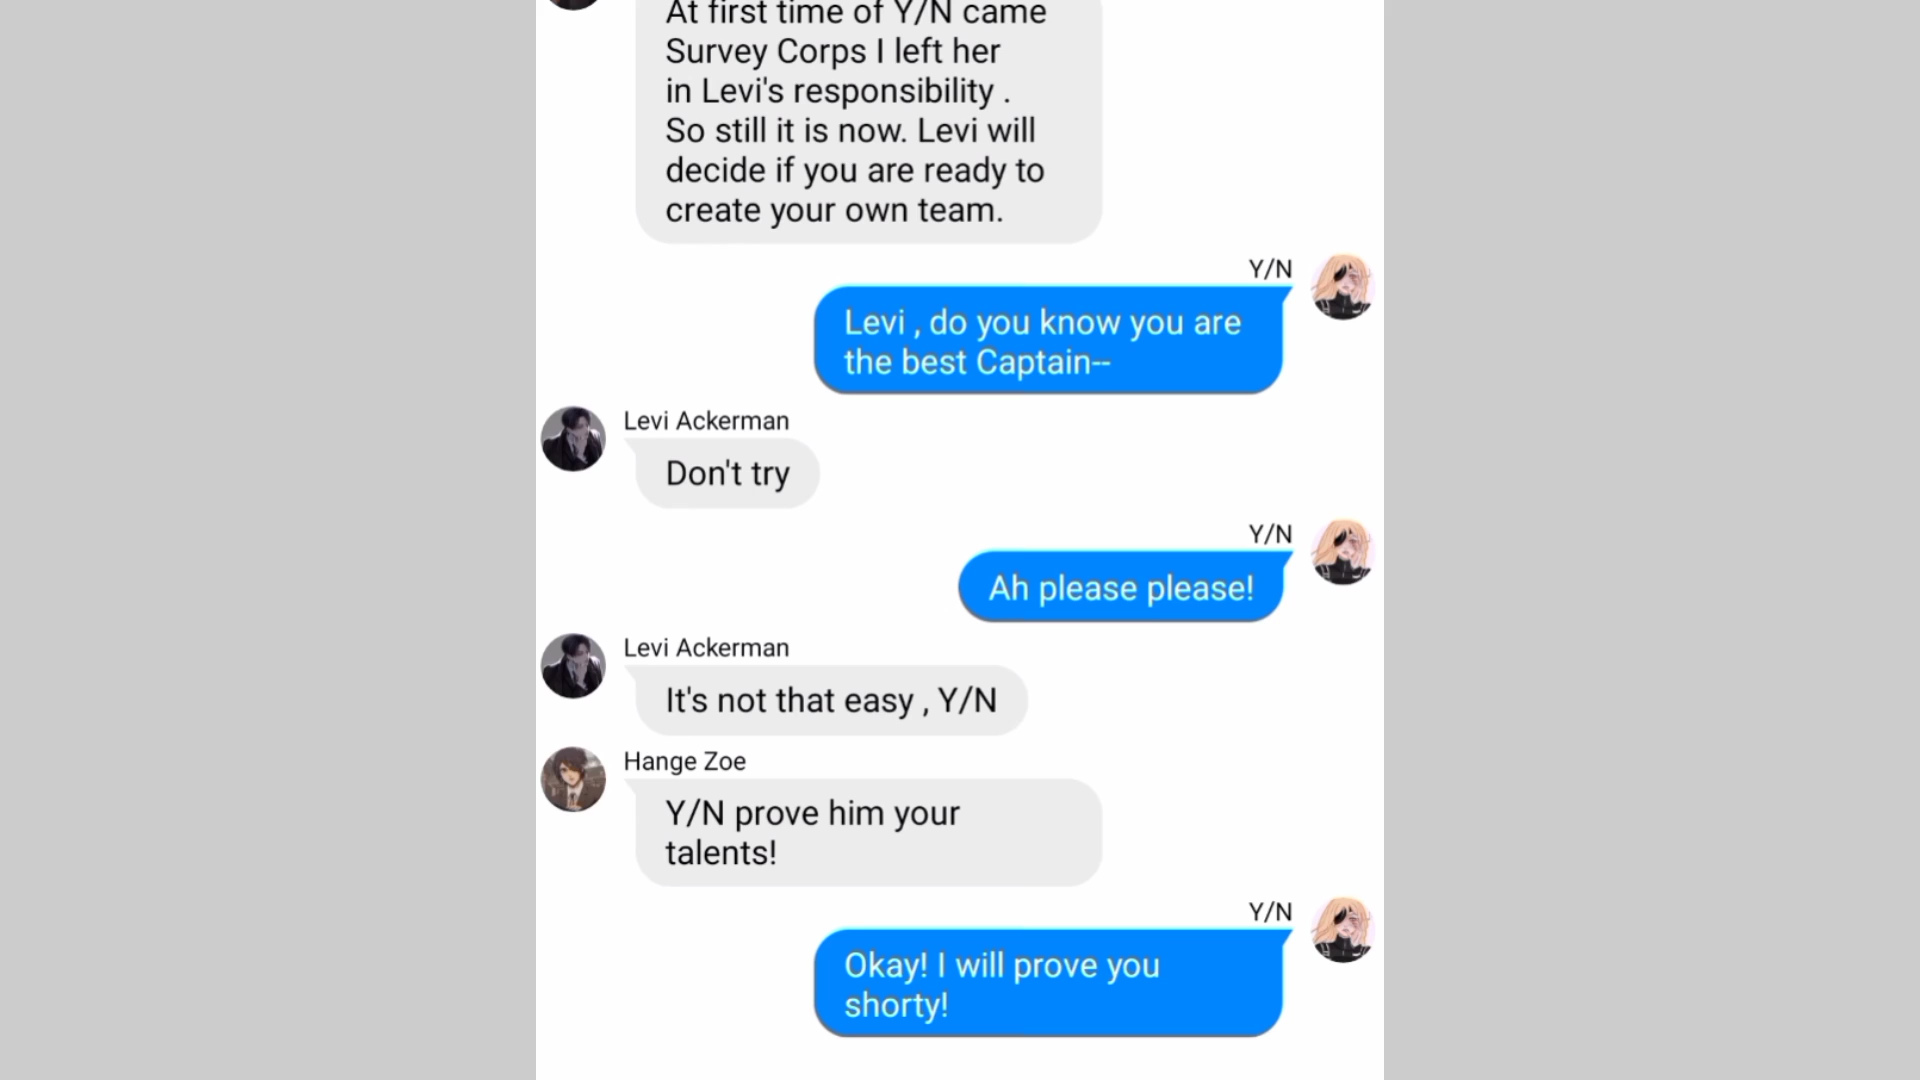 At first time of Y/N came
Survey Corps I left her
in Levi's responsibility .
So still it is now. Levi will
decide if you are ready to
create your own team.
Y/N
Levi , do you know you are
the best Captain--
Levi Ackerman
Don't try
Y/N
Ah please please!
Levi Ackerman
It's not that easy , Y/N
Hange Zoe
Y/N prove him your
talents!
Y/N
Okay! I will prove you
shorty!